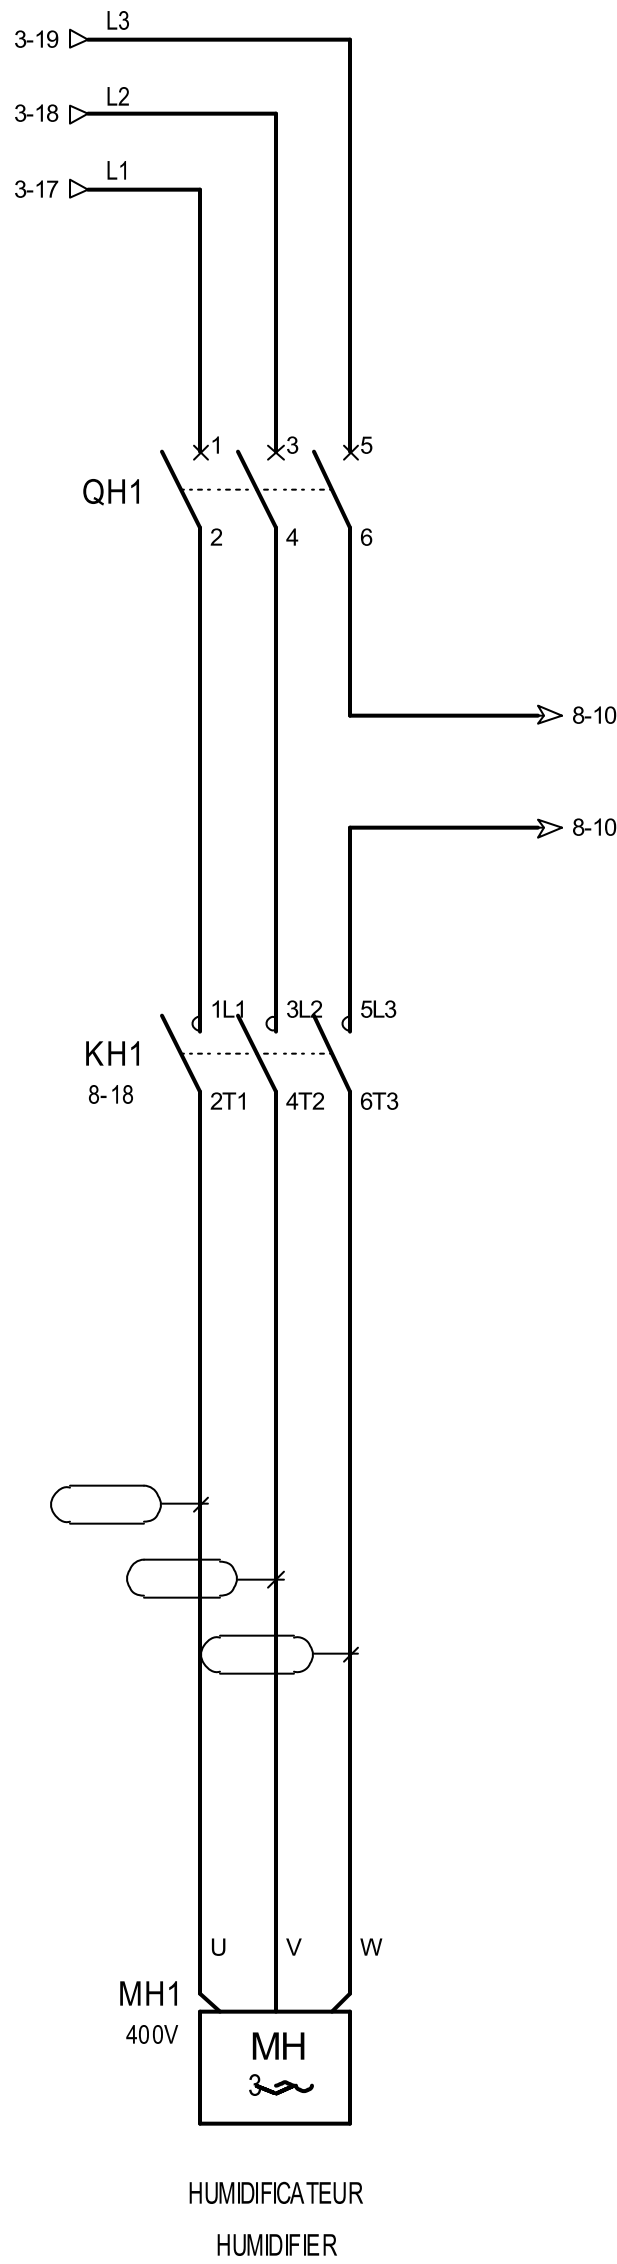 L3
3-19
L2
3-18
L1
3-17
1 3 5
QH1
2 4 6
8-10
8-10
1L1 3L2 5L3
KH1
8-18
2T1 4T2 6T3
U V W
MH1
400V
MH
3
HUMIDIFICATEUR
HUMIDIFIER